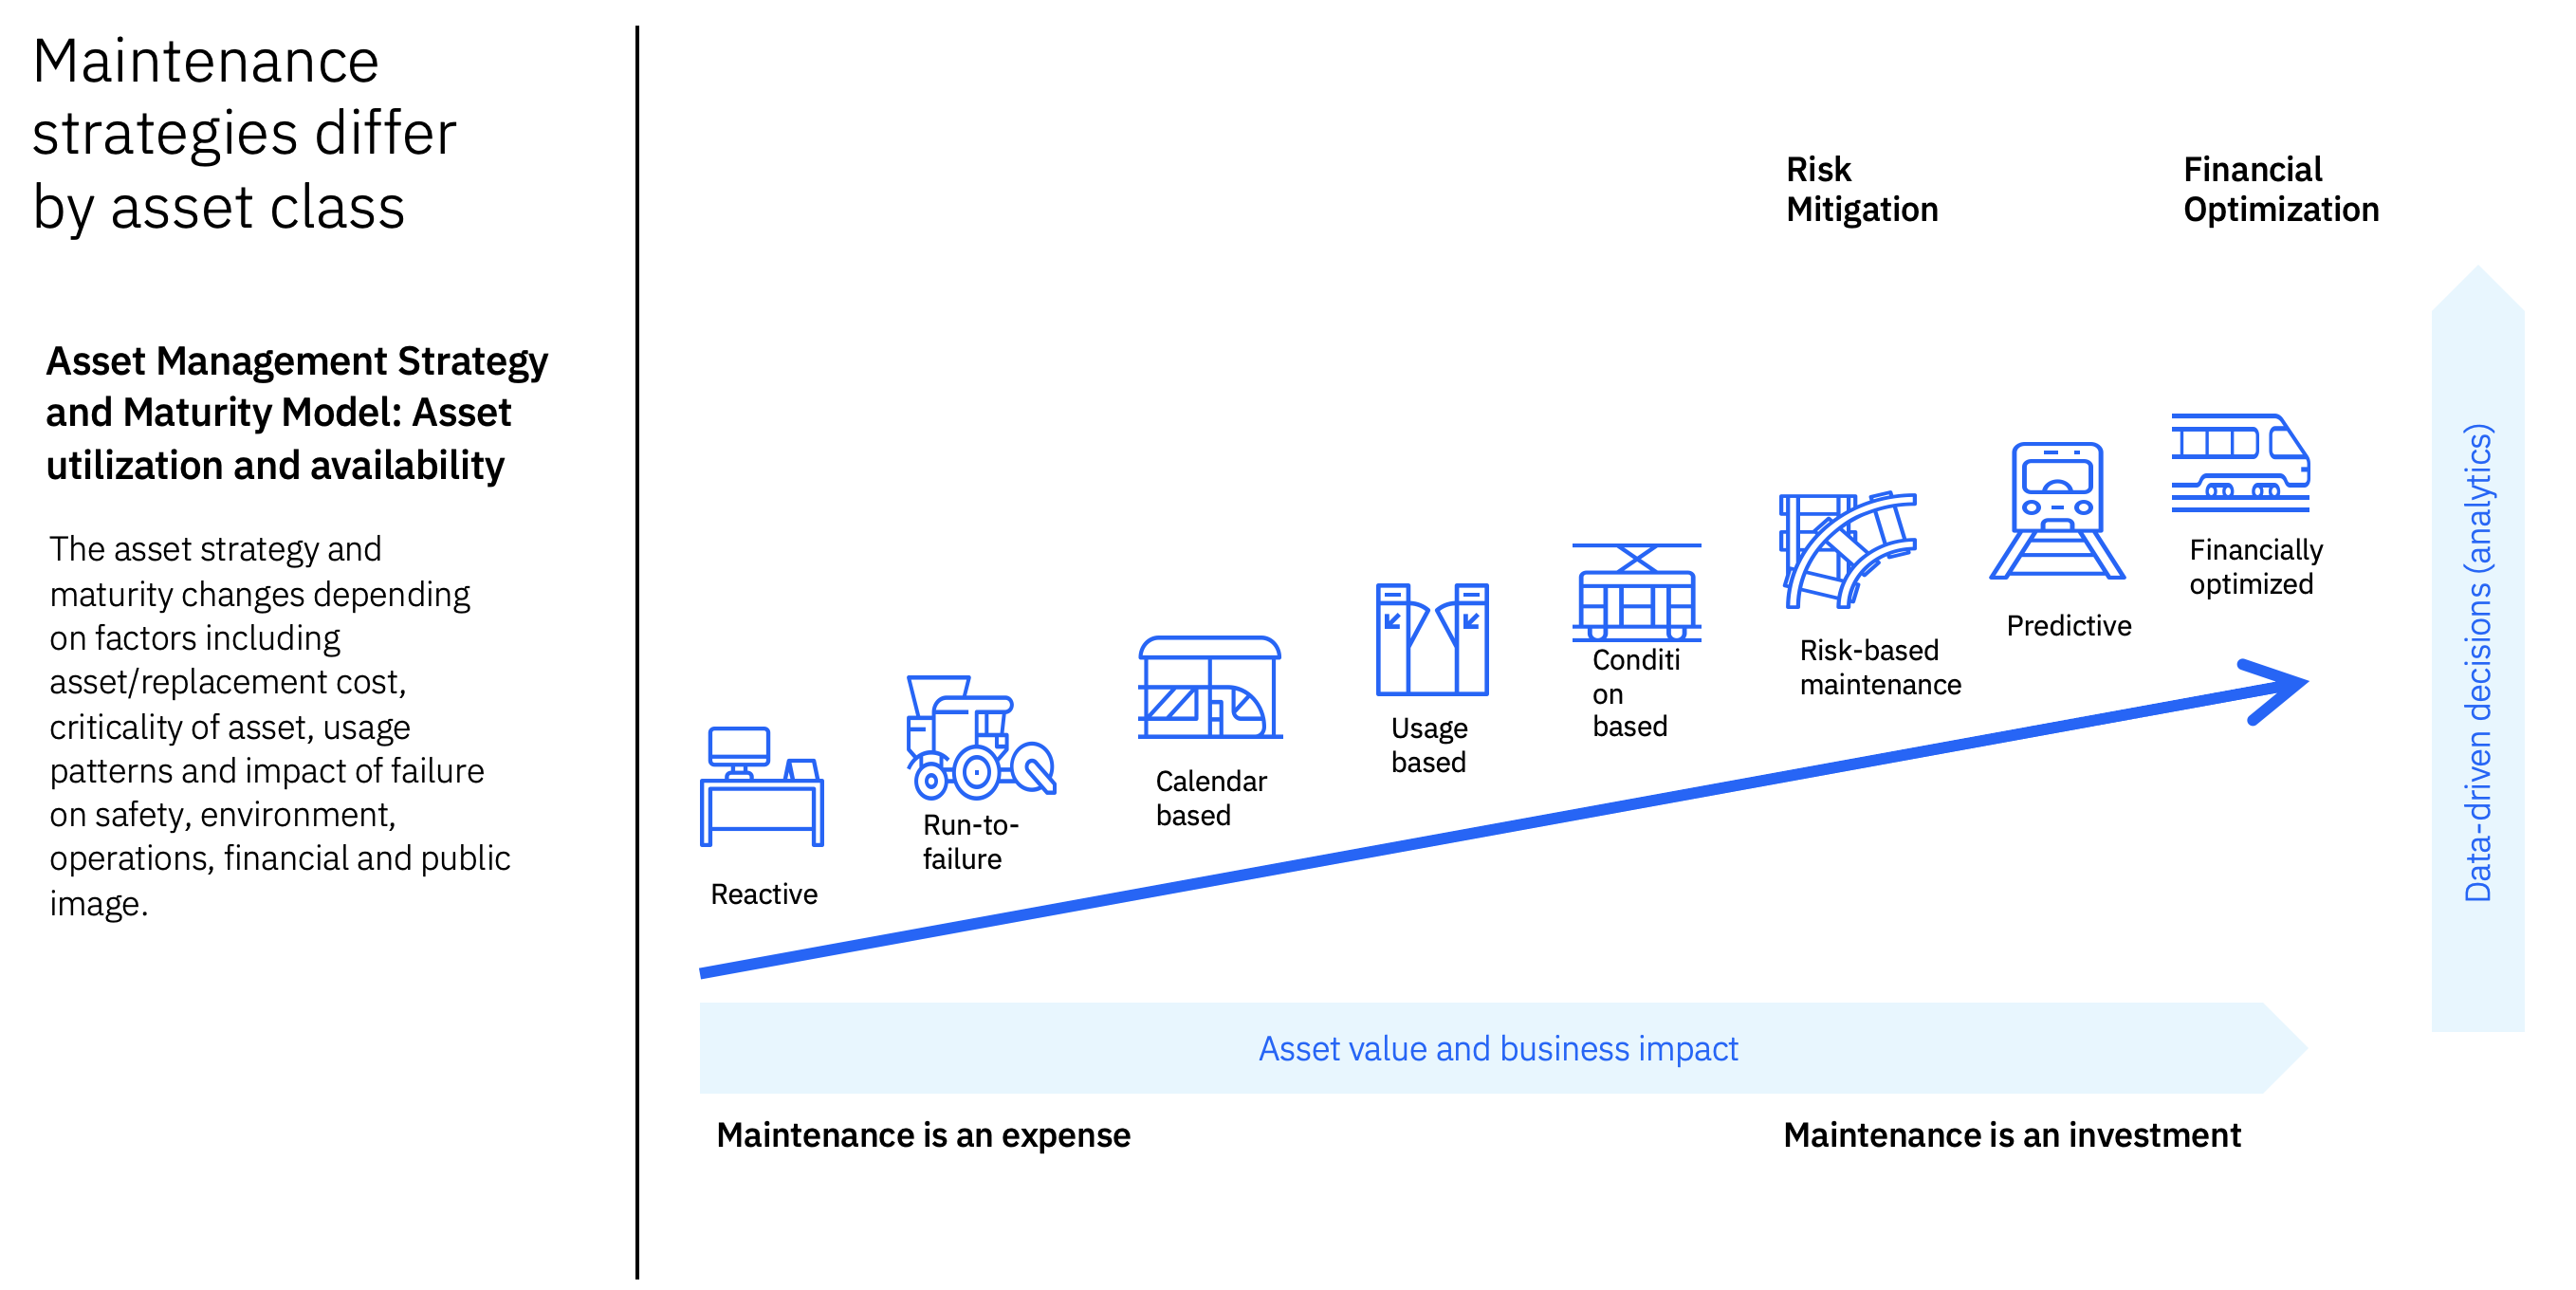 Maintenance
strategies differ
by asset class
Asset Management Strategy
and Maturity Model: Asset
utilization and availability
The asset strategy and
maturity changes depending
on factors including
asset/replacement cost,
criticality of asset, usage
patterns and impact of failure
on safety, environment,
operations, financial and public
image.
Risk
Mitigation
Financial
Optimization
Reactive
Run-to-
failure
Calendar
based
Usage
based
Conditi
on
based
Risk-based
maintenance
Predictive
Financially
optimized
Data-driven decisions (analytics)
Asset value and business impact
Maintenance is an expense
Maintenance is an investment